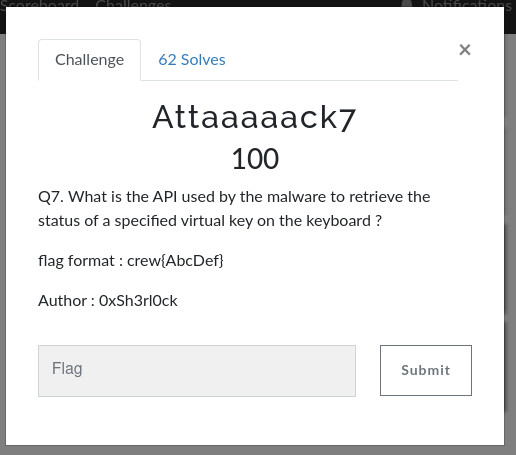 Scoreboard Challenges Notifications
×
Challenge 62 Solves
Attaaaaaack7
100
Q7. What is the API used by the malware to retrieve the
status of a specified virtual key on the keyboard ?
flag format : crew{AbcDef}
Author : 0xSh3rl0ck
Flag Submit